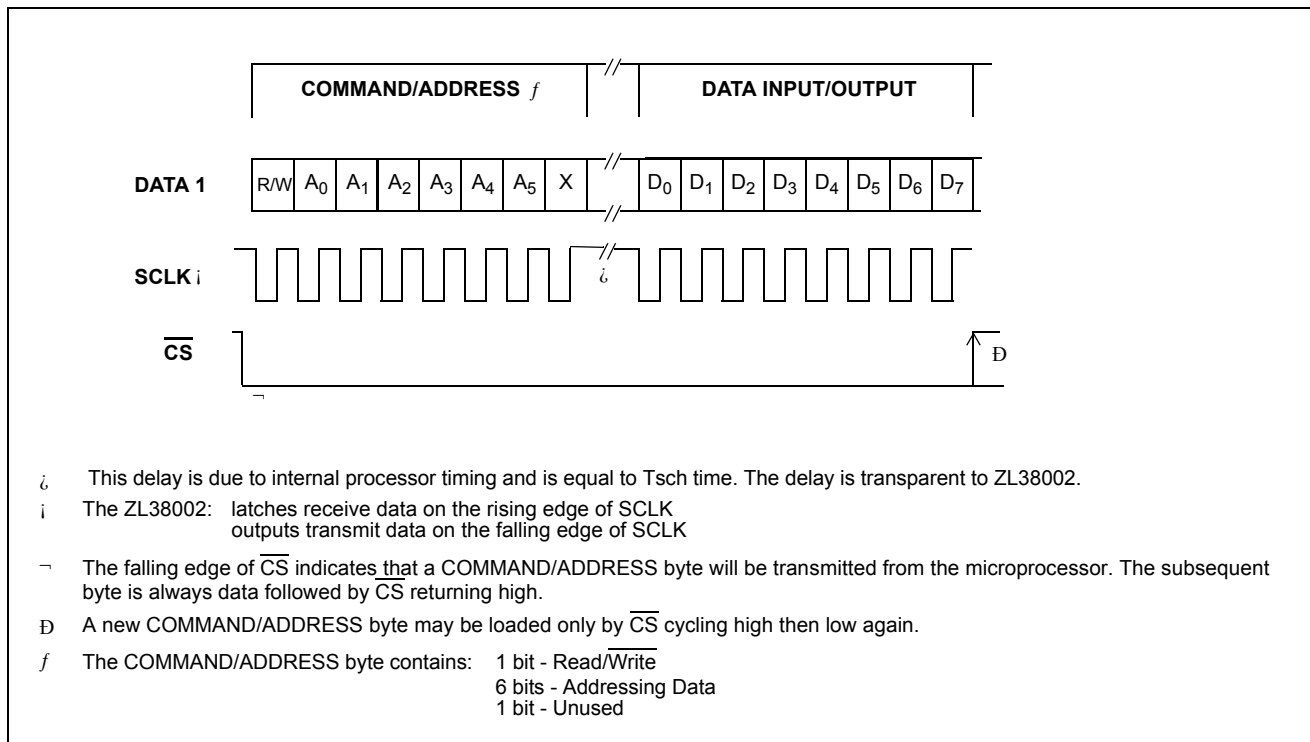 COMMAND/ADDRESS ƒ
DATA INPUT/OUTPUT
DATA 1
R/W A0 A1 A2 A3 A4 A5 X D0 D1 D2 D3 D4 D5 D6 D7
SCLK ¡
¿
CS
Ð
¬
¿ This delay is due to internal processor timing and is equal to Tsch time. The delay is transparent to ZL38002.
¡ The ZL38002: latches receive data on the rising edge of SCLK
outputs transmit data on the falling edge of SCLK
¬ The falling edge of CS indicates that a COMMAND/ADDRESS byte will be transmitted from the microprocessor. The subsequent
byte is always data followed by CS returning high.
Ð A new COMMAND/ADDRESS byte may be loaded only by CS cycling high then low again.
ƒ The COMMAND/ADDRESS byte contains: 1 bit - Read/Write
6 bits - Addressing Data
1 bit - Unused